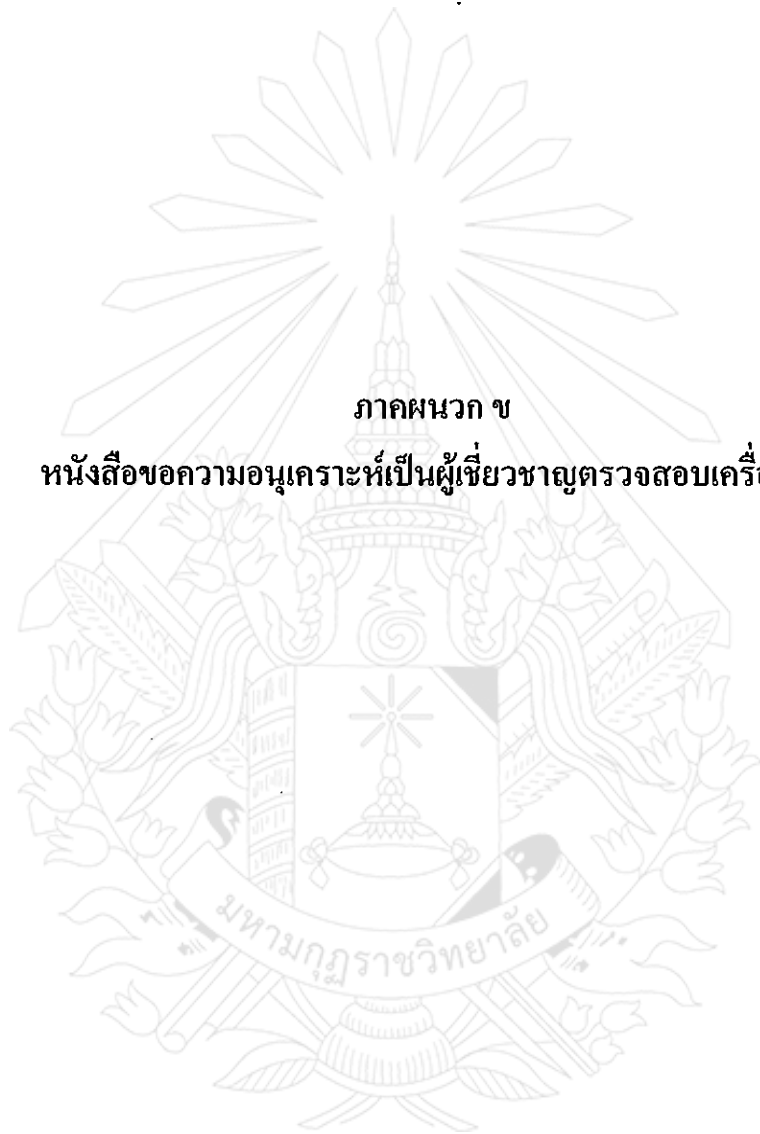 ภาคผนวก ช
หนังสือขอความอนุเคราะห์เป็นผู้เชี่ยวชาญตรวจสอบเครื่
มหามกุฏราชวิทยาลัย